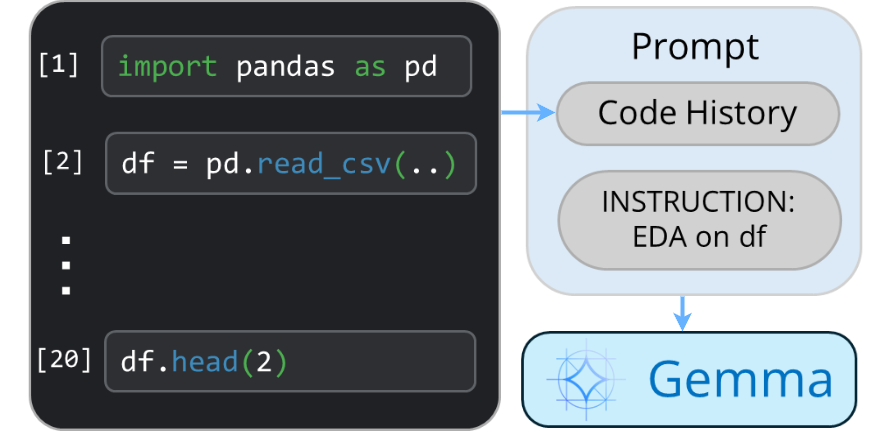 [1] import pandas as pd
[2] df = pd.read_csv(..)
[20] df.head(2)
Prompt
Code History
INSTRUCTION:
EDA on df
Gemma